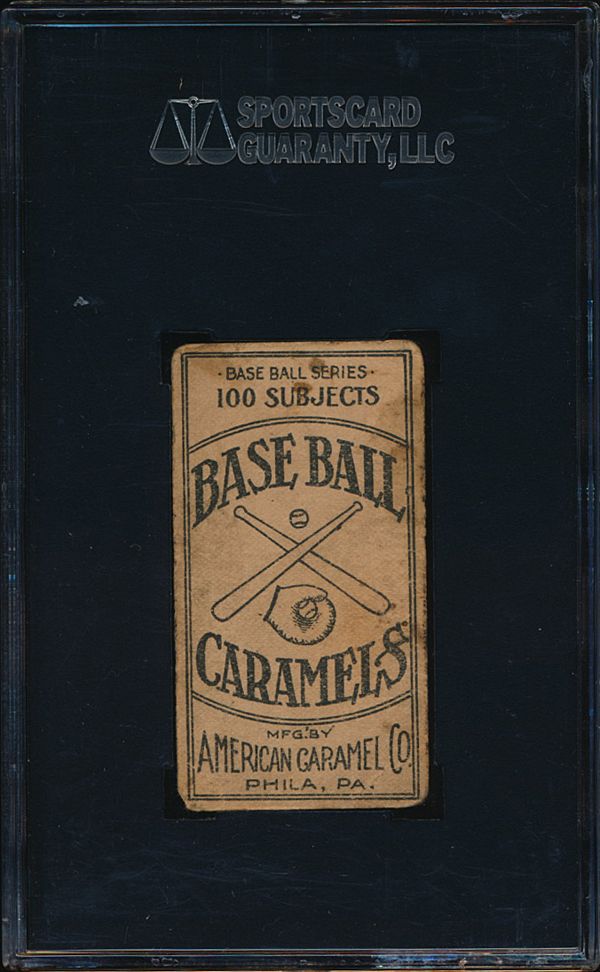 SPORTSCARD
GUARANTY, LLC
· BASE BALL SERIES ·
100 SUBJECTS
BASE BALL
CARAMELS
MFG. BY
AMERICAN CARAMEL CO.
PHILA, PA.